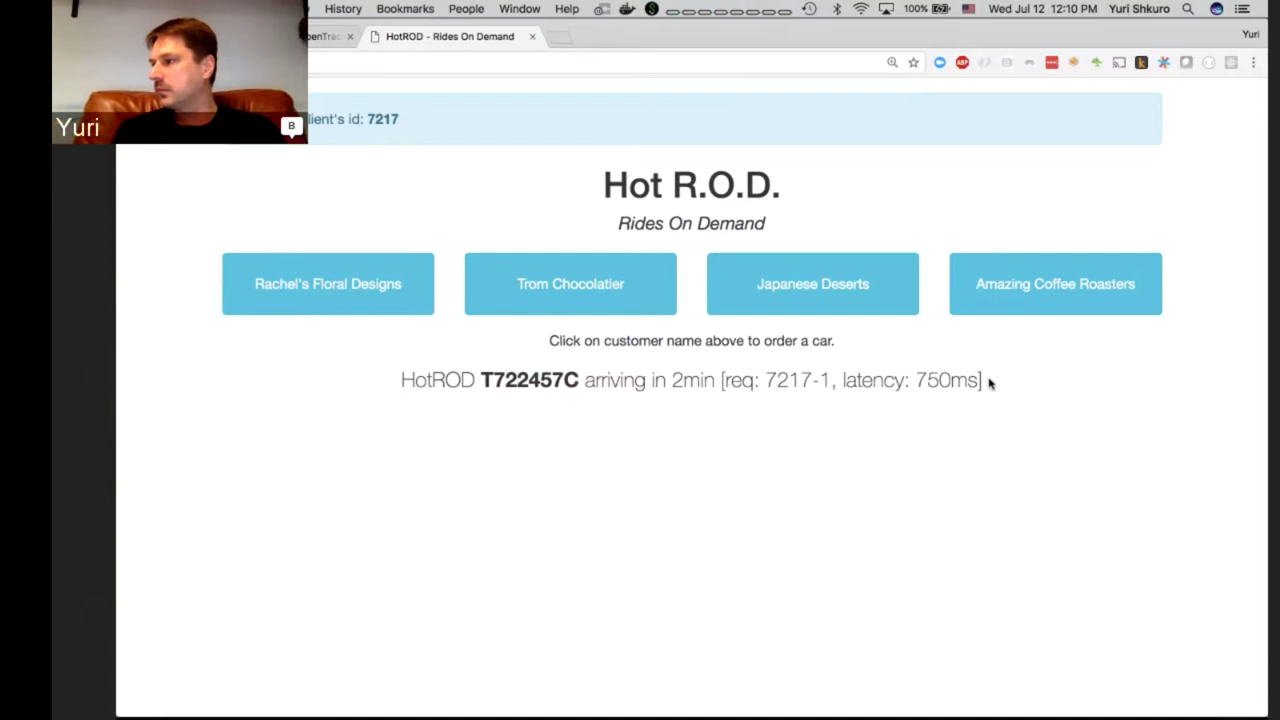 History Bookmarks People Window Help 100% Wed Jul 12 12:10 PM Yuri Shkuro
HotROD - Rides On Demand Yuri
ABP
Yuri B
lient's id: 7217
Hot R.O.D.
Rides On Demand
Rachel's Floral Designs Trom Chocolatier Japanese Deserts Amazing Coffee Roasters
Click on customer name above to order a car.
HotROD T722457C arriving in 2min [req: 7217-1, latency: 750ms]